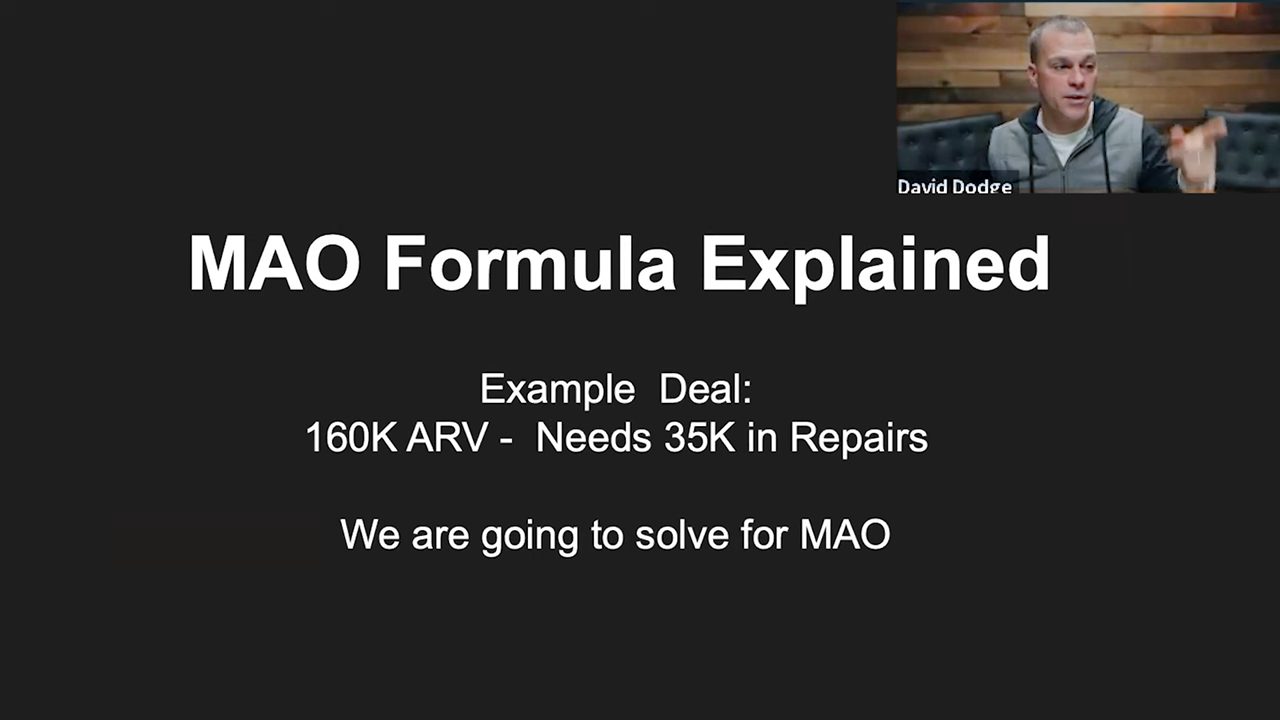 David Dodge
MAO Formula Explained
Example Deal:
160K ARV - Needs 35K in Repairs
We are going to solve for MAO